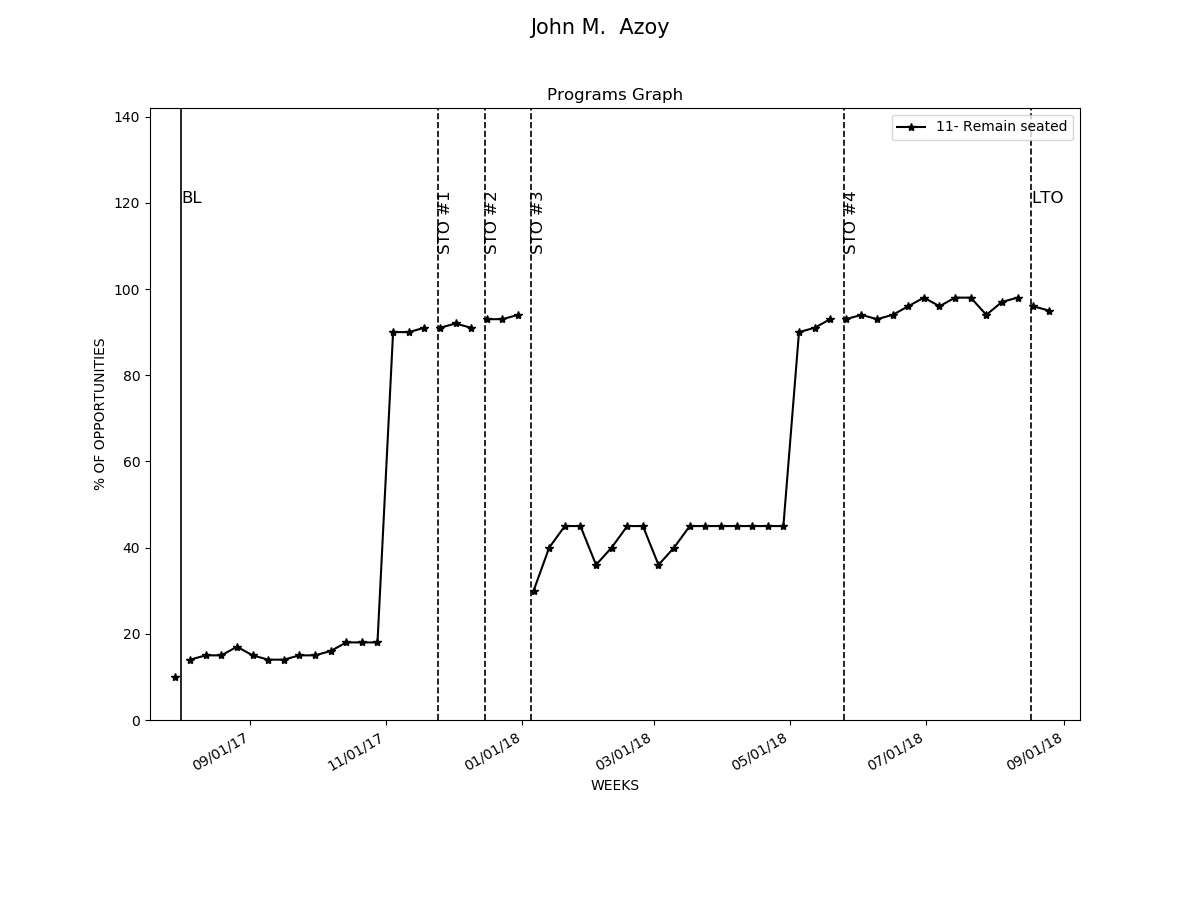 John M.  Azoy
Programs Graph
140
120
100
80
60
40
20
0
% OF OPPORTUNITIES
11- Remain seated
BL
STO #1
STO #2
STO #3
STO #4
LTO
09/01/17
11/01/17
01/01/18
03/01/18
05/01/18
07/01/18
09/01/18
WEEKS